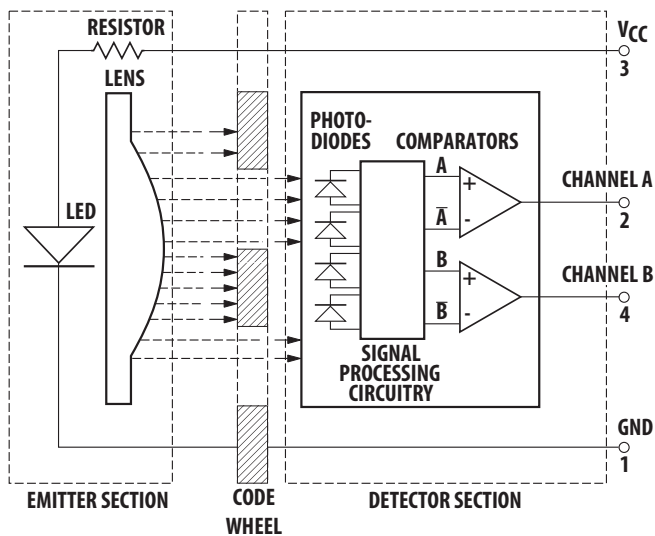 RESISTOR
VCC
3
LENS
PHOTO-
DIODES
COMPARATORS
A
+
CHANNEL A
2
LED
A̅
-
B
+
CHANNEL B
4
B̅
-
SIGNAL
PROCESSING
CIRCUITRY
GND
1
EMITTER SECTION
CODE
WHEEL
DETECTOR SECTION